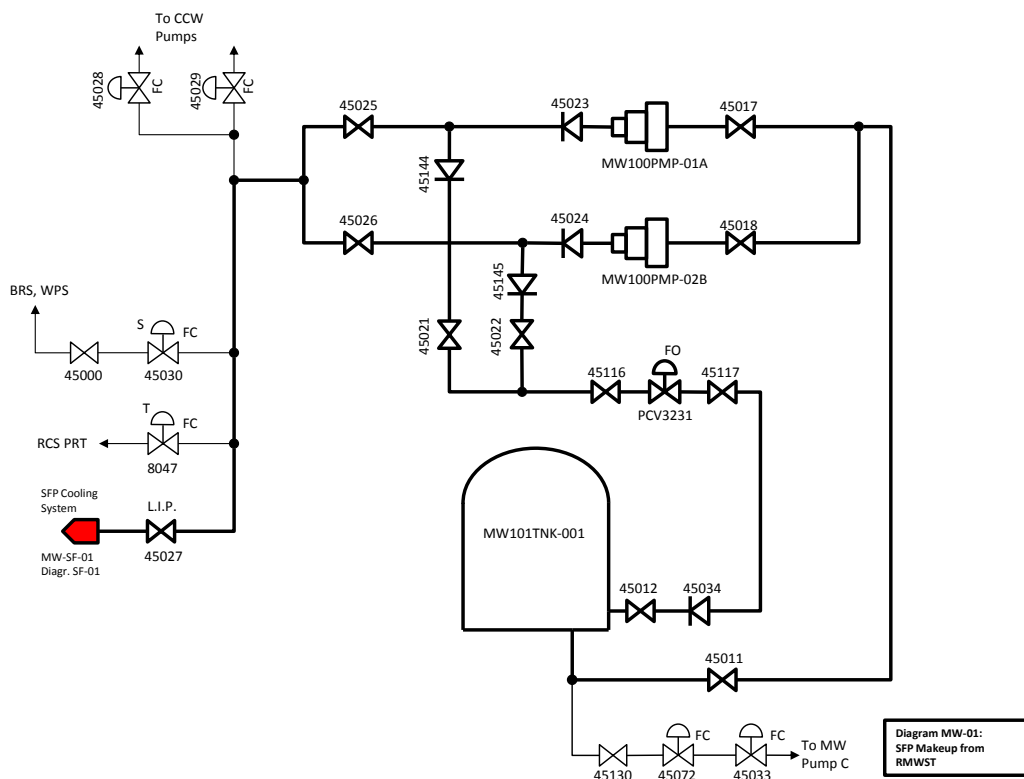 To CCW
Pumps
45028
FC
45029
FC
45025
45023
45017
MW100PMP-01A
45144
45026
45024
45018
MW100PMP-02B
45145
BRS, WPS
S
FC
45000
45030
45021
45022
FO
45116
45117
PCV3231
T
FC
RCS PRT
8047
SFP Cooling
System
L.I.P.
45027
MW-SF-01
Diagr. SF-01
MW101TNK-001
45012
45034
45011
FC
FC
To MW
Pump C
45130
45072
45033
Diagram MW-01:
SFP Makeup from
RMWST